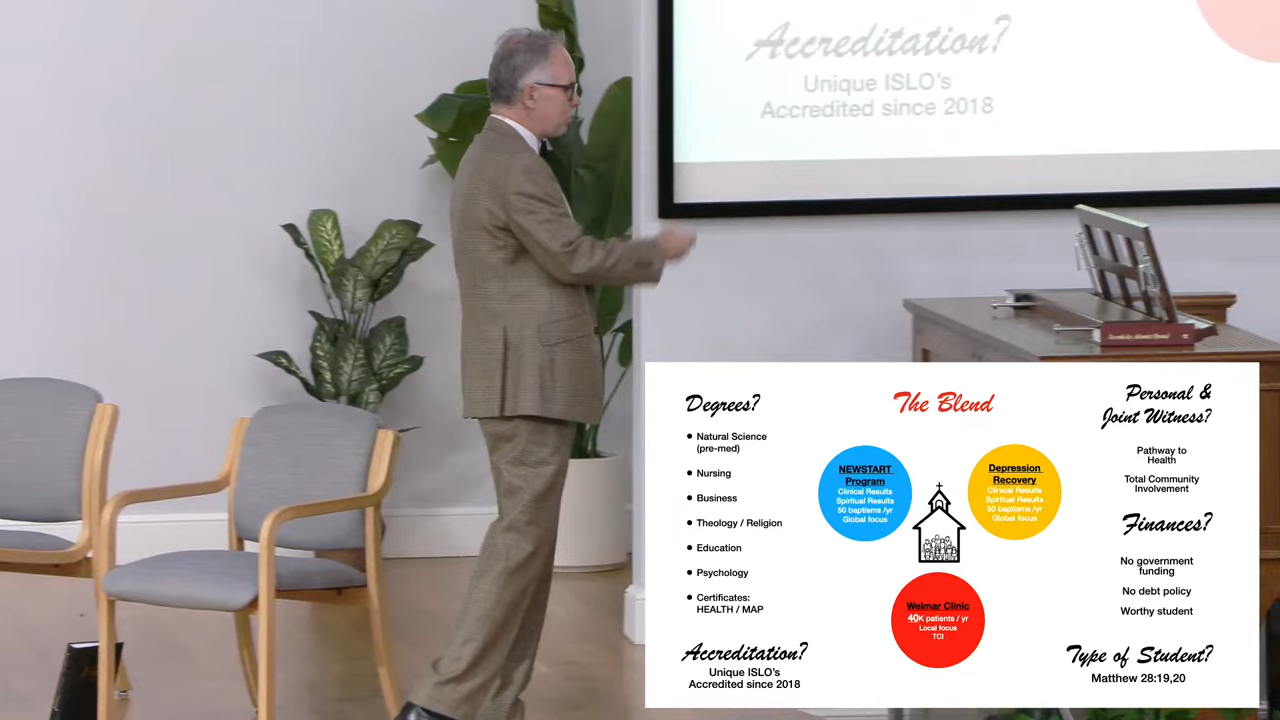 Accreditation?
Unique ISLO's
Accredited since 2018
Degrees?
● Natural Science
(pre-med)
● Nursing
● Business
● Theology / Religion
● Education
● Psychology
● Certificates:
HEALTH / MAP
Accreditation?
Unique ISLO's
Accredited since 2018
The Blend
NEWSTART
Program
Clinical Results
Spiritual Results
50 baptisms /yr
Global focus
Depression
Recovery
Clinical Results
Spiritual Results
50 baptisms /yr
Global focus
Weimar Clinic
40K patients / yr
Local focus
TCI
Personal &
Joint Witness?
Pathway to
Health
Total Community
Involvement
Finances?
No government
funding
No debt policy
Worthy student
Type of Student?
Matthew 28:19,20